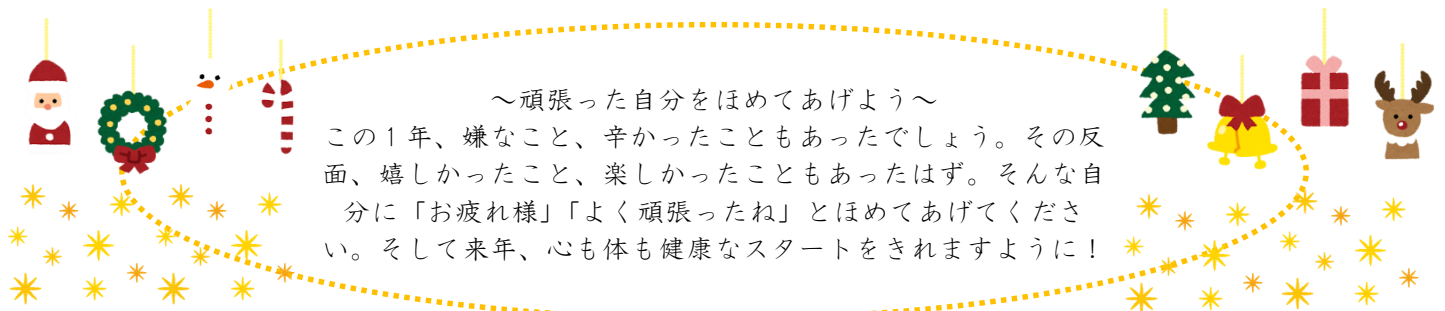 ～頑張った自分をほめてあげよう～
この１年、嫌なこと、辛かったこともあったでしょう。その反
面、嬉しかったこと、楽しかったこともあったはず。そんな自
分に「お疲れ様」「よく頑張ったね」とほめてあげてくださ
い。そして来年、心も体も健康なスタートをきれますように！